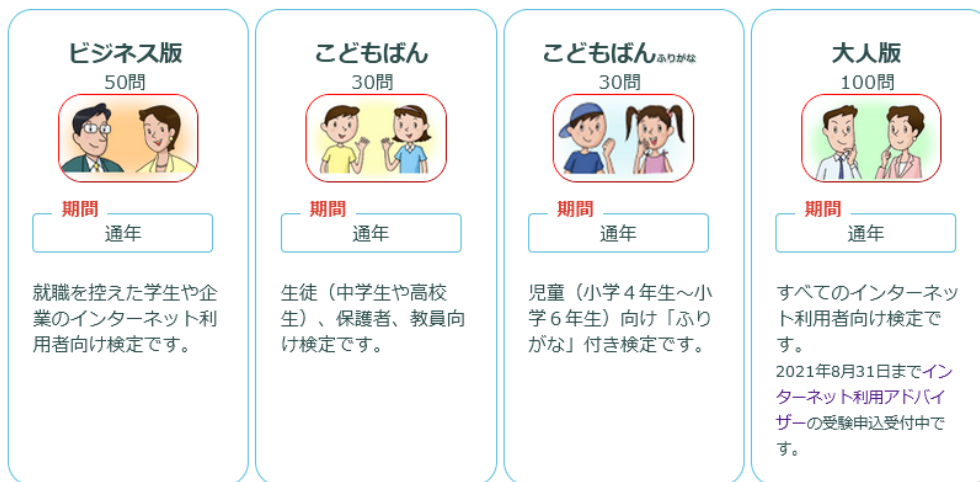 ビジネス版
50問
期間
通年
就職を控えた学生や企
業のインターネット利
用者向け検定です。
こどもばん
30問
期間
通年
生徒（中学生や高校
生）、保護者、教員向
け検定です。
こどもばんふりがな
30問
期間
通年
児童（小学４年生～小
学６年生）向け「ふり
がな」付き検定です。
大人版
100問
期間
通年
すべてのインターネッ
ト利用者向け検定で
す。
2021年8月31日までイン
ターネット利用アドバイ
ザーの受験申込受付中で
す。